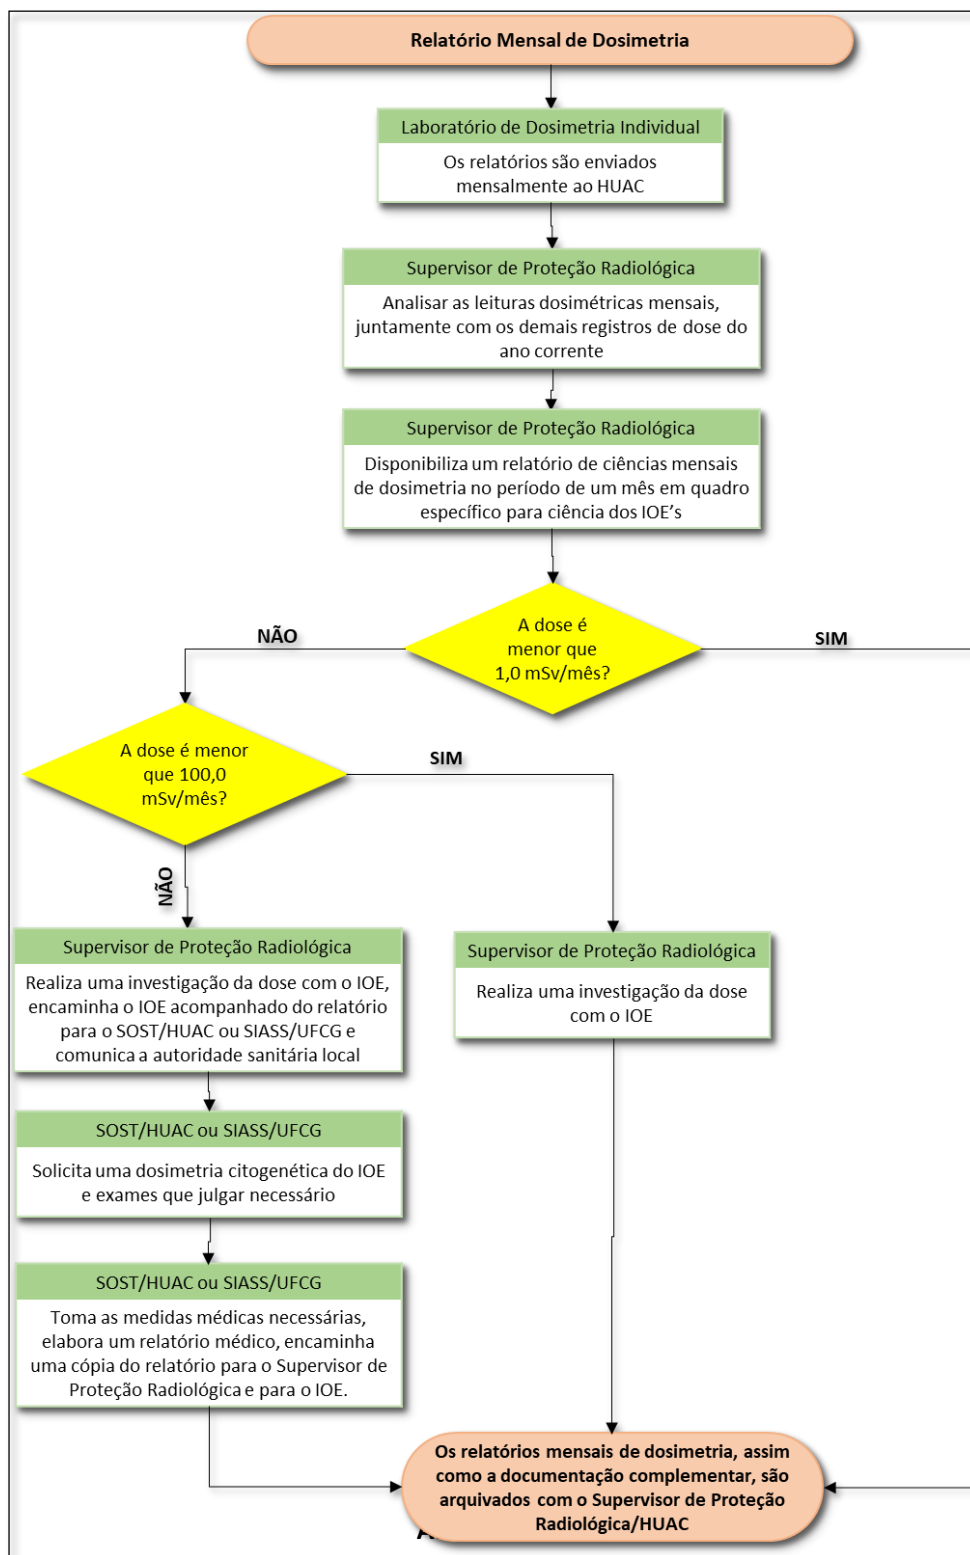 Relatório Mensal de Dosimetria
Laboratório de Dosimetria Individual
Os relatórios são enviados
mensalmente ao HUAC
Supervisor de Proteção Radiológica
Analisar as leituras dosimétricas mensais,
juntamente com os demais registros de dose do
ano corrente
Supervisor de Proteção Radiológica
Disponibiliza um relatório de ciências mensais
de dosimetria no período de um mês em quadro
específico para ciência dos IOE's
A dose é
menor que
1,0 mSv/mês?
NÃO
SIM
A dose é menor
que 100,0
mSv/mês?
SIM
NÃO
Supervisor de Proteção Radiológica
Realiza uma investigação da dose com o IOE,
encaminha o IOE acompanhado do relatório
para o SOST/HUAC ou SIASS/UFCG e
comunica a autoridade sanitária local
Supervisor de Proteção Radiológica
Realiza uma investigação da dose
com o IOE
SOST/HUAC ou SIASS/UFCG
Solicita uma dosimetria citogenética do IOE
e exames que julgar necessário
SOST/HUAC ou SIASS/UFCG
Toma as medidas médicas necessárias,
elabora um relatório médico, encaminha
uma cópia do relatório para o Supervisor de
Proteção Radiológica e para o IOE.
Os relatórios mensais de dosimetria, assim
como a documentação complementar, são
arquivados com o Supervisor de Proteção
Radiológica/HUAC